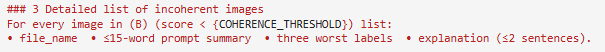 ### 3 Detailed list of incoherent images
For every image in (B) (score < {COHERENCE_THRESHOLD}) list:
• file_name • ≤15-word prompt summary • three worst labels • explanation (≤2 sentences).